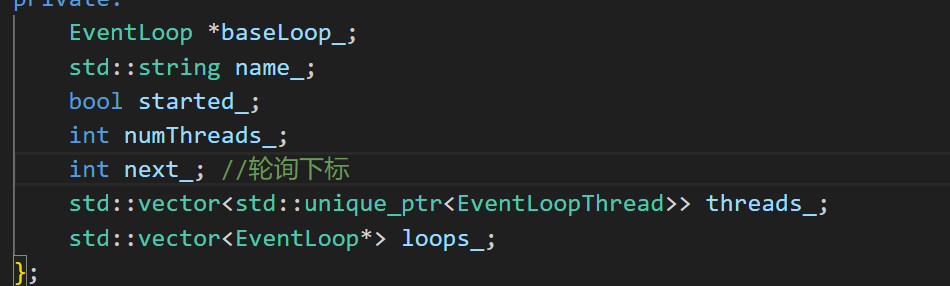 private:
EventLoop *baseLoop_;
std::string name_;
bool started_;
int numThreads_;
int next_; //轮询下标
std::vector<std::unique_ptr<EventLoopThread>> threads_;
std::vector<EventLoop*> loops_;
};